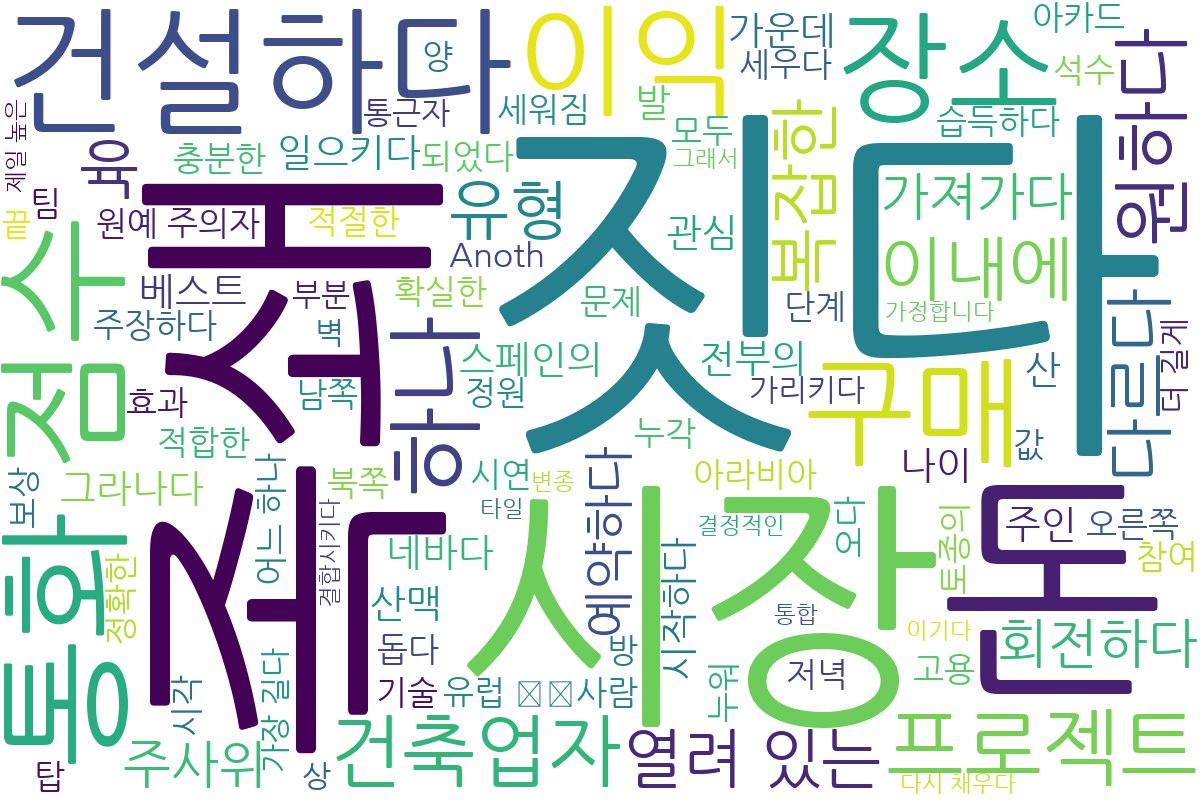 건설하다
이익
장소
가운데
아카드
양
세우다
석수
원하다
통근자
세워짐
발
습득하다
제일 높은
육
충분한
일으키다
되었다
모두
그래서
복잡한
짓다
조세
팀
끝
원예 주의자
적절한
유형
관심
가져가다
Anoth
이내에
점수
베스트
부분
확실한
문제
단계
가정합니다
주장하다
벽
하나
스페인의
전부의
다르다
더 길게
효과
남쪽
정원
가리키다
구매
산
적합한
누각
값
보상
그라나다
어느 하나
북쪽
시연
변종
아라비아
나이
타일
결정적인
시장
오다
토종의
돈
주인
오른쪽
통화
정확한
결합시키다
네바다
예약하다
시작하다
참여
산맥
통합
이기다
회전하다
시각
가장 길다
돕다
방
저녁
고용
기술
유럽
사람
누워
탑
주사위
상
건축업자
열려 있는
프로젝트
다시 채우다